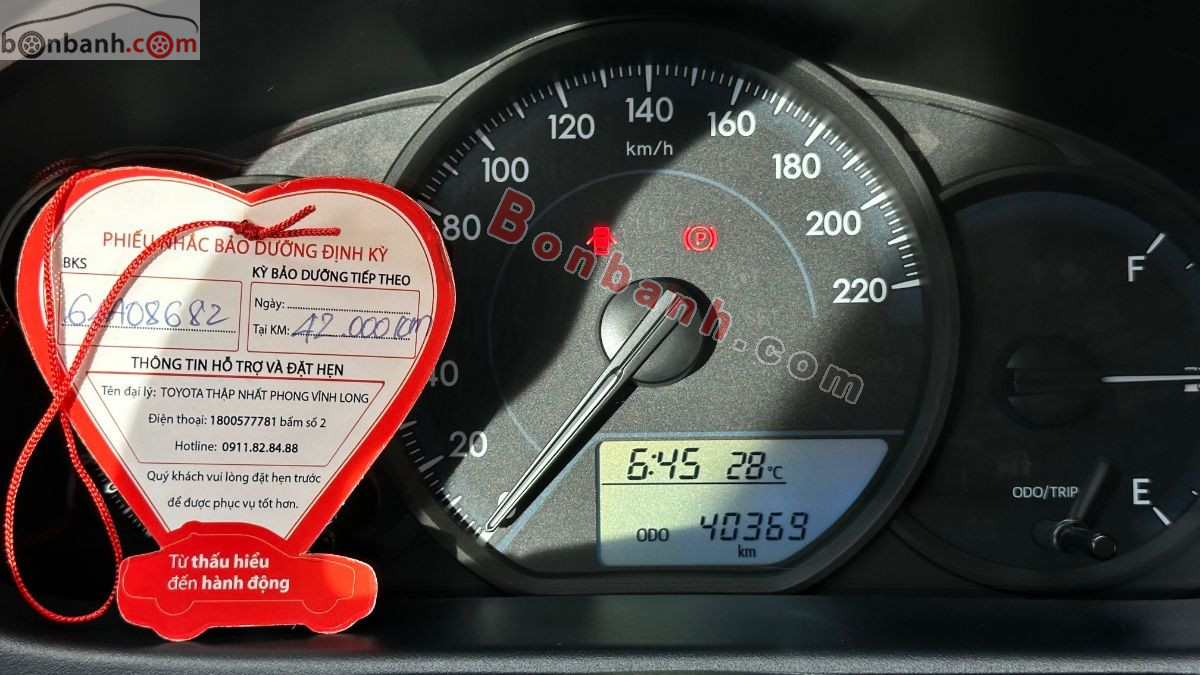 bonbanh.com
PHIẾU NHẮC BẢO DƯỠNG ĐỊNH KỲ
BKS
KỲ BẢO DƯỠNG TIẾP THEO
Ngày:
Tại KM: 42.000 km
A08682
THÔNG TIN HỖ TRỢ VÀ ĐẶT HẸN
Tên đại lý: TOYOTA THẬP NHẤT PHONG VĨNH LONG
Điện thoại: 1800577781 bấm số 2
Hotline: 0911.82.84.88
Quý khách vui lòng đặt hẹn trước
để được phục vụ tốt hơn.
Từ thấu hiểu
đến hành động
20
40
80
100
120
140
160
180
200
220
km/h
P
Bonbanh.com
6:45 28°C
ODO 40369
km
F
ODO/TRIP
E